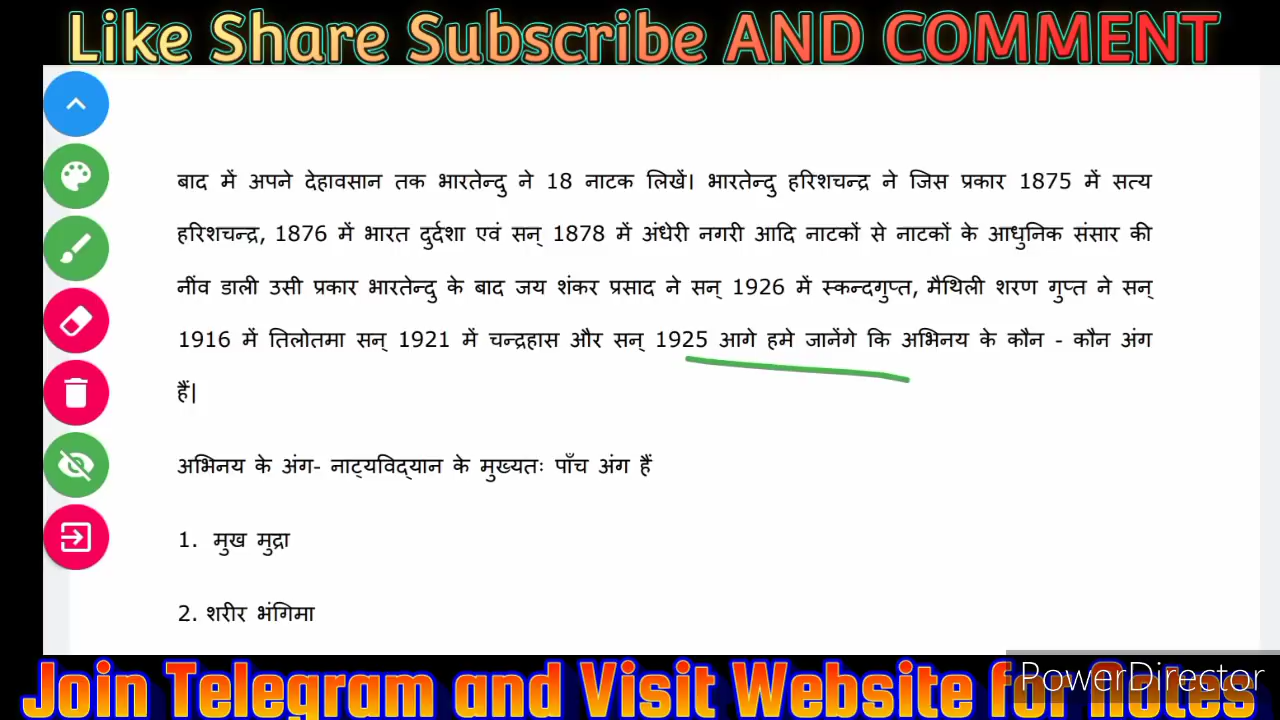 Like Share Subscribe AND COMMENT
बाद में अपने देहावसान तक भारतेन्दु ने 18 नाटक लिखें। भारतेन्दु हरिशचन्द्र ने जिस प्रकार 1875 में सत्य
हरिशचन्द्र, 1876 में भारत दुर्दशा एवं सन् 1878 में अंधेरी नगरी आदि नाटकों से नाटकों के आधुनिक संसार की
नींव डाली उसी प्रकार भारतेन्दु के बाद जय शंकर प्रसाद ने सन् 1926 में स्कन्दगुप्त, मैथिली शरण गुप्त ने सन्
1916 में तिलोतमा सन् 1921 में चन्द्रहास और सन् 1925 आगे हमे जानेंगे कि अभिनय के कौन - कौन अंग
हैं|
अभिनय के अंग- नाट्यविद्यान के मुख्यतः पाँच अंग हैं
1. मुख मुद्रा
2. शरीर भंगिमा
PowerDirector
Join Telegram and Visit Website for Notes